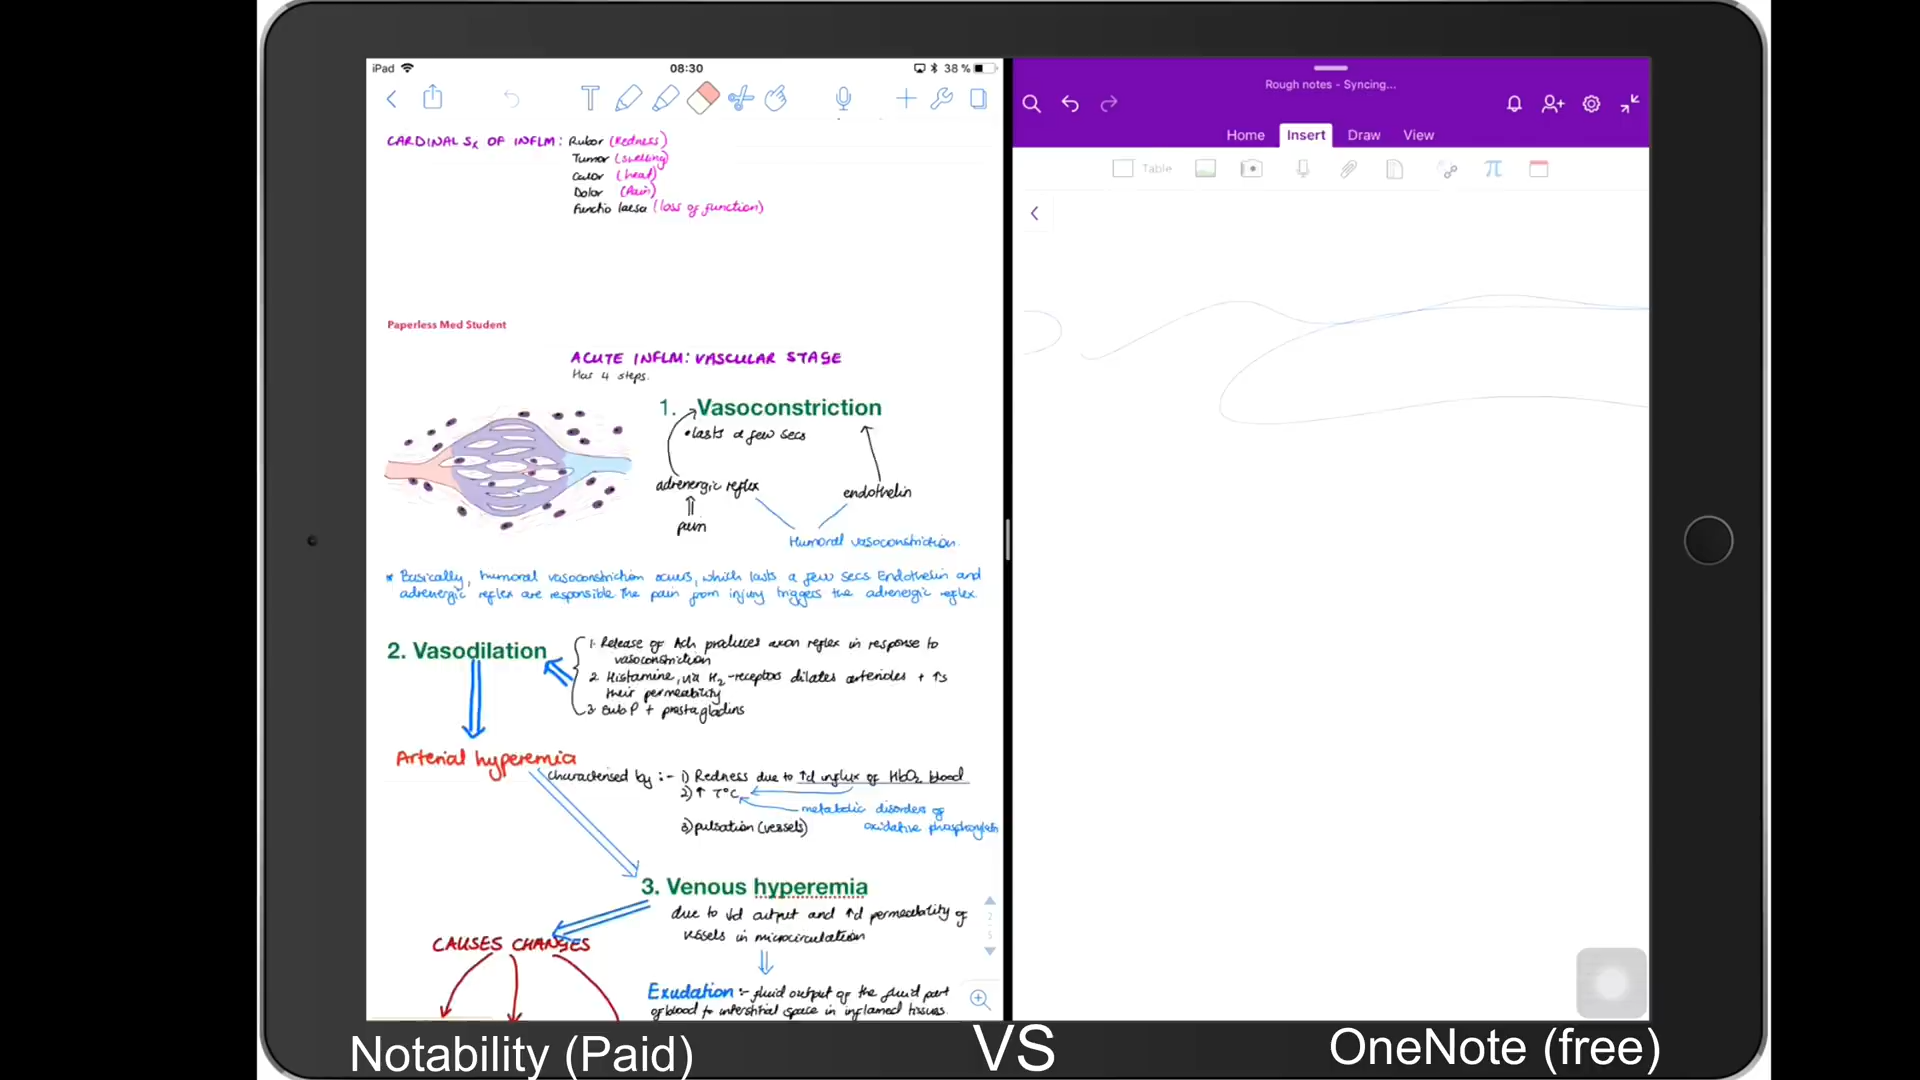 iPad
08:30
38 %
CARDINAL Sx OF INFLM : Rubor (Redness)
Tumor (swelling)
Calor (heat)
Dolor (Pain)
Functio laesa (loss of function)
Paperless Med Student
ACUTE INFLM: VASCULAR STAGE
Has 4 steps.
1. Vasoconstriction
•lasts a few secs
adrenergic reflex
endothelin
pain
Humoral vasoconstriction.
* Basically, humoral vasoconstriction occurs, which lasts a few secs Endothelin and
adrenergic reflex are responsible the pain from injury triggers the adrenergic reflex.
2. Vasodilation
1. Release of Ach produces axon reflex in response to
vasoconstriction
2. Histamine, via H2-receptors dilates arterioles + ↑s
their permeability
3. Sub P + prostagladins
Arterial hyperemia
characterised by :- 1) Redness due to ↑d influx of HbO2 blood
2) ↑ T°C
metabolic disorders of
oxidative phosphorylatn
3) pulsation (vessels)
3. Venous hyperemia
due to ↓d output and ↑d permeability of
vessels in microcirculation
CAUSES CHANGES
Exudation :- fluid output of the fluid part
of blood to interstitial space in inflamed tissues.
Rough notes - Syncing...
Home Insert Draw View
Table
Notability (Paid) VS OneNote (free)